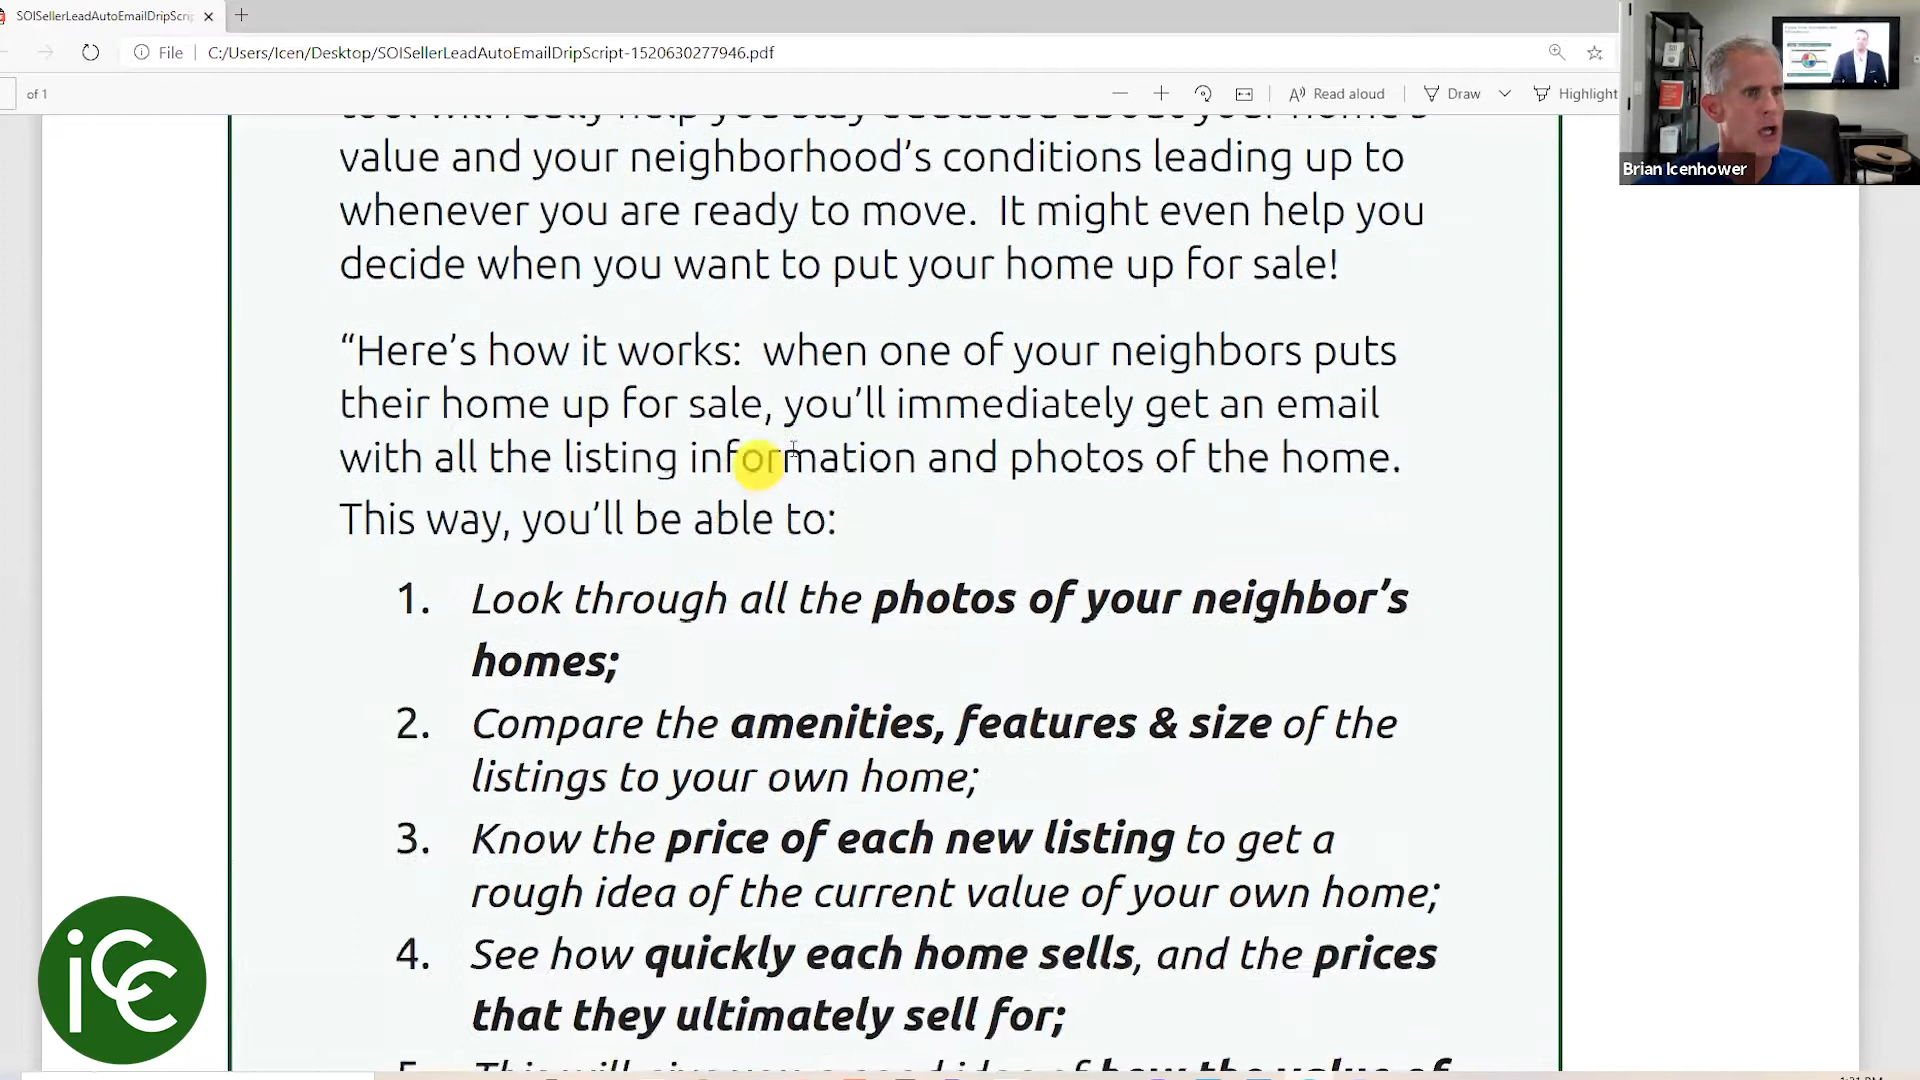 SOISellerLeadAutoEmailDripScri
File C:/Users/Icen/Desktop/SOISellerLeadAutoEmailDripScript-1520630277946.pdf
of 1
Read aloud
Draw
Highlight
Brian Icenhower
value and your neighborhood’s conditions leading up to
whenever you are ready to move. It might even help you
decide when you want to put your home up for sale!
“Here’s how it works: when one of your neighbors puts
their home up for sale, you’ll immediately get an email
with all the listing information and photos of the home.
This way, you’ll be able to:
1. Look through all the photos of your neighbor’s
homes;
2. Compare the amenities, features & size of the
listings to your own home;
3. Know the price of each new listing to get a
rough idea of the current value of your own home;
4. See how quickly each home sells, and the prices
that they ultimately sell for;
iCC